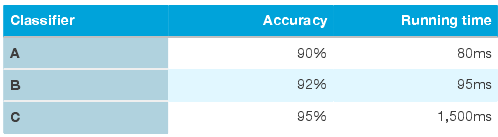 Classifier Accuracy Running time
A 90% 80ms
B 92% 95ms
C 95% 1,500ms